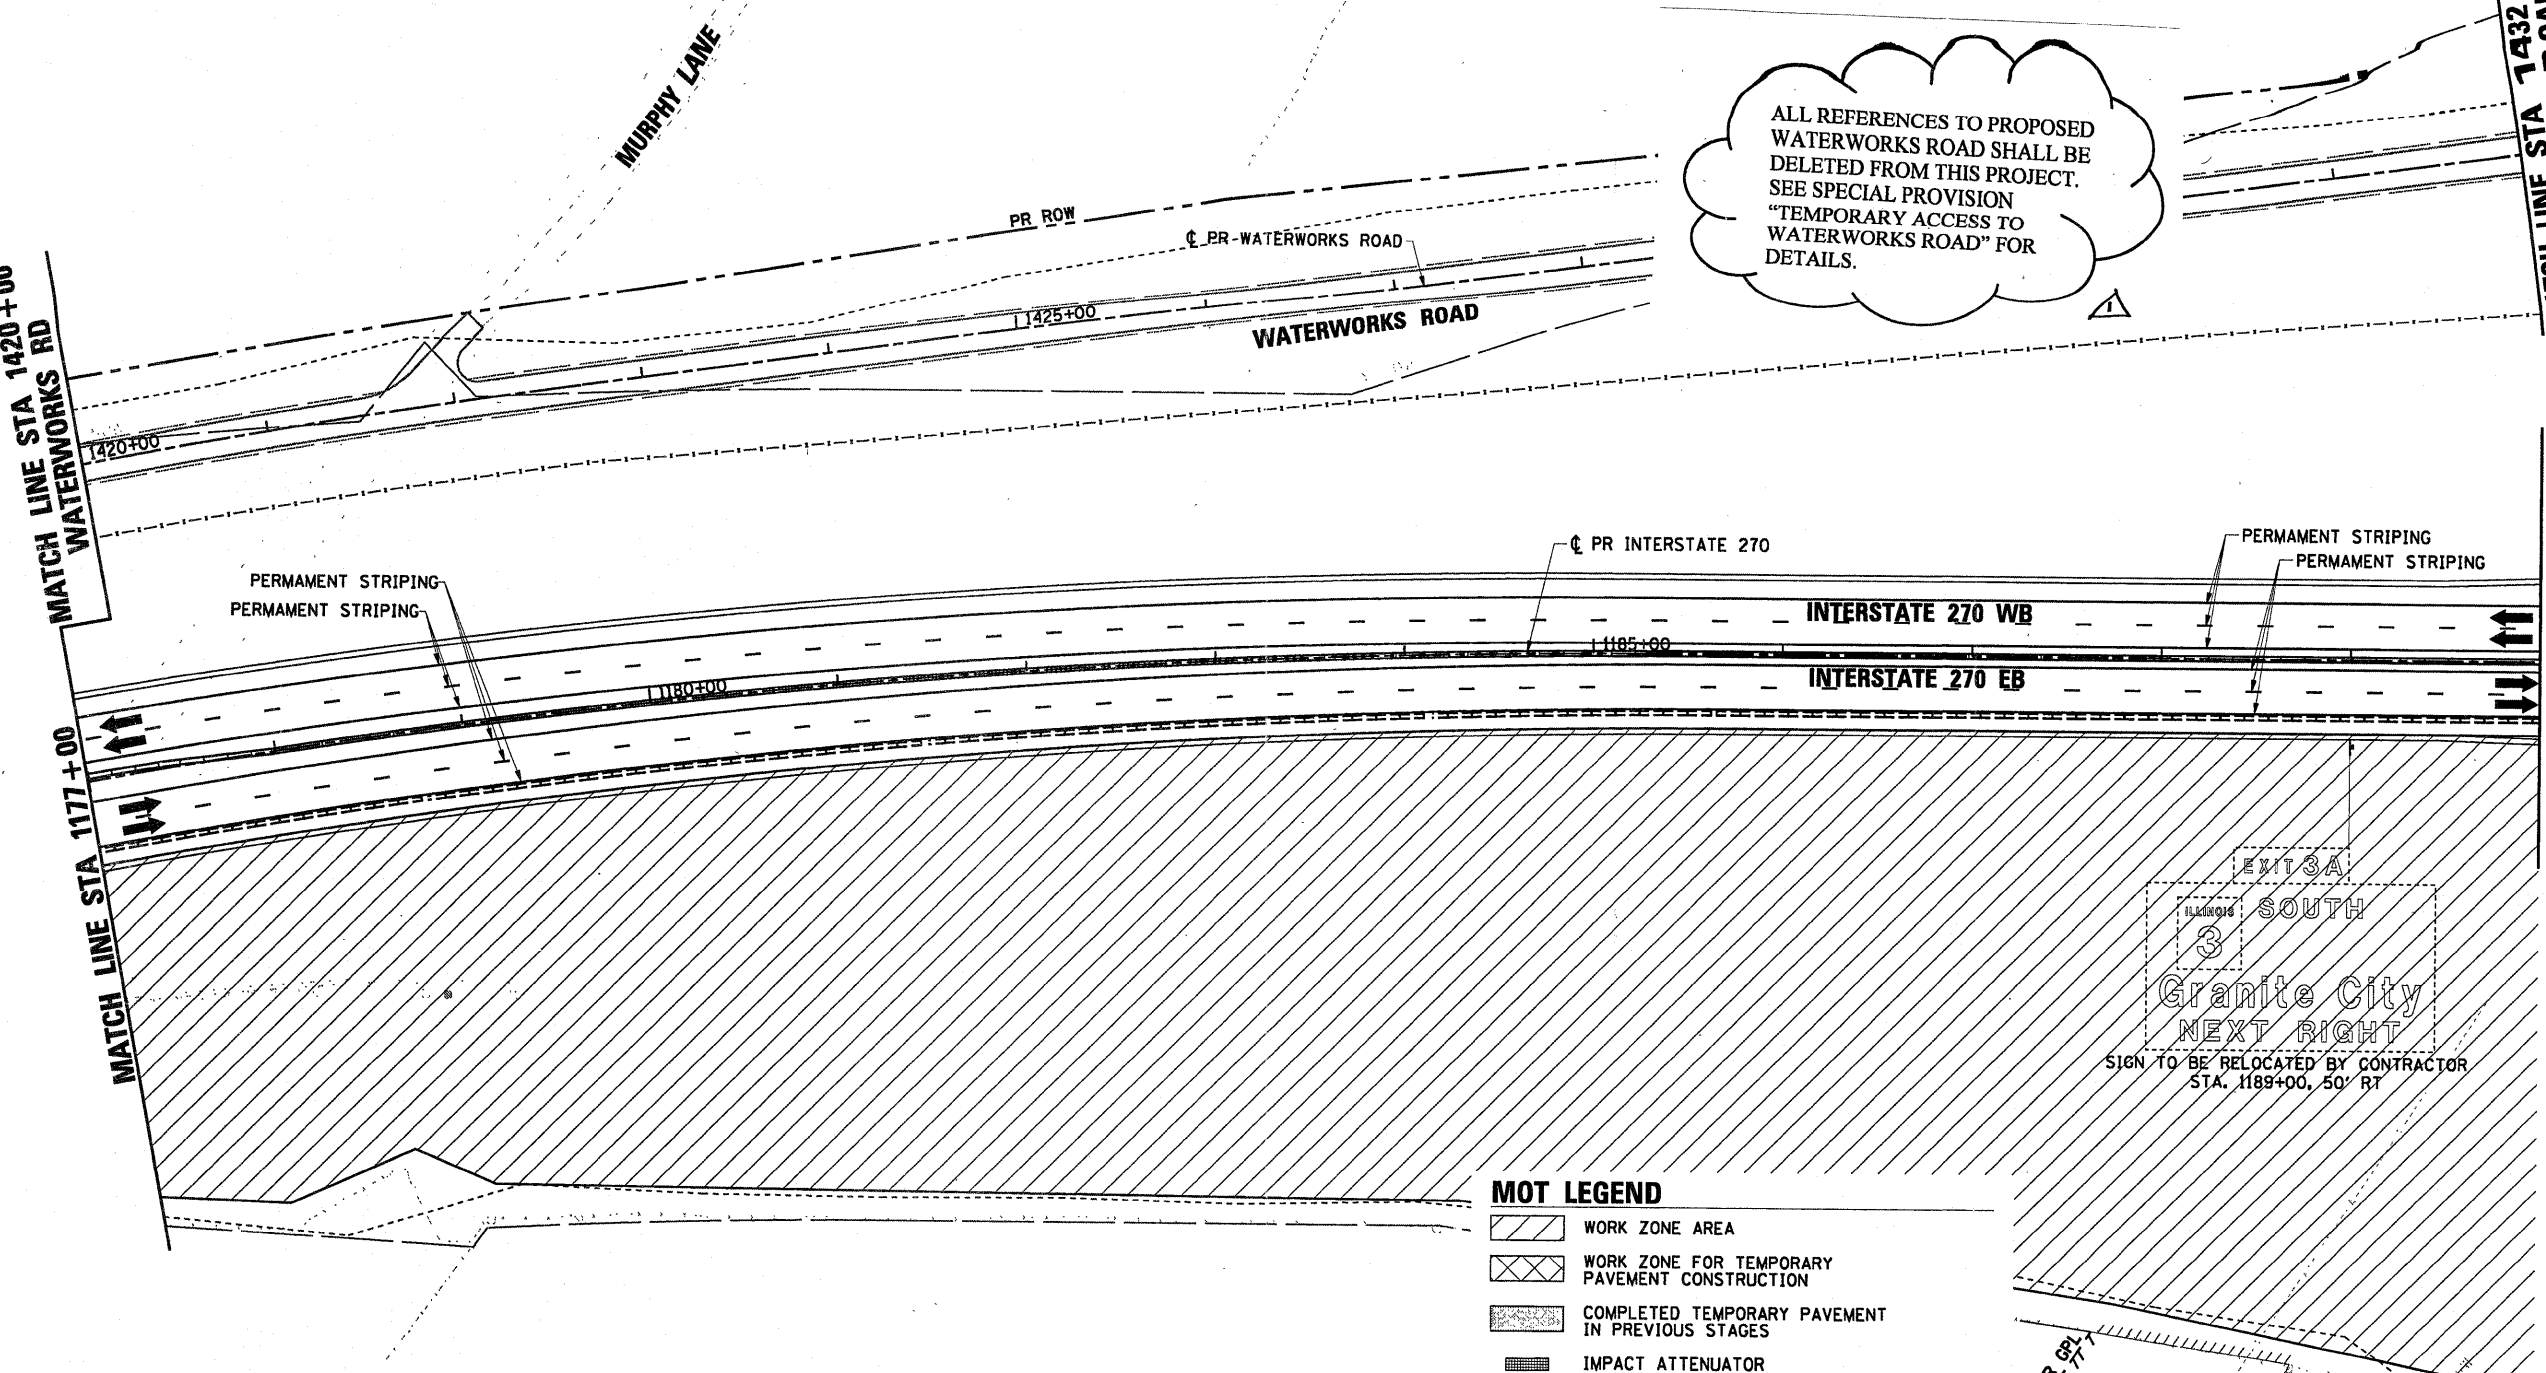 MURPHY LANE
ALL REFERENCES TO PROPOSED
WATERWORKS ROAD SHALL BE
DELETED FROM THIS PROJECT.
SEE SPECIAL PROVISION
“TEMPORARY ACCESS TO
WATERWORKS ROAD” FOR
DETAILS.
1
LINE STA 1432
PR ROW
℄ PR-WATERWORKS ROAD
1425+00
WATERWORKS ROAD
1420+00
MATCH LINE STA 1420+00
WATERWORKS RD
℄ PR INTERSTATE 270
PERMAMENT STRIPING
PERMAMENT STRIPING
PERMAMENT STRIPING
PERMAMENT STRIPING
INTERSTATE 270 WB
1185+00
1180+00
INTERSTATE 270 EB
MATCH LINE STA 1177+00
EXIT 3A
ILLINOIS SOUTH
3
Granite City
NEXT RIGHT
SIGN TO BE RELOCATED BY CONTRACTOR
STA. 1189+00, 50' RT
MOT LEGEND
WORK ZONE AREA
WORK ZONE FOR TEMPORARY
PAVEMENT CONSTRUCTION
COMPLETED TEMPORARY PAVEMENT
IN PREVIOUS STAGES
IMPACT ATTENUATOR
GPL